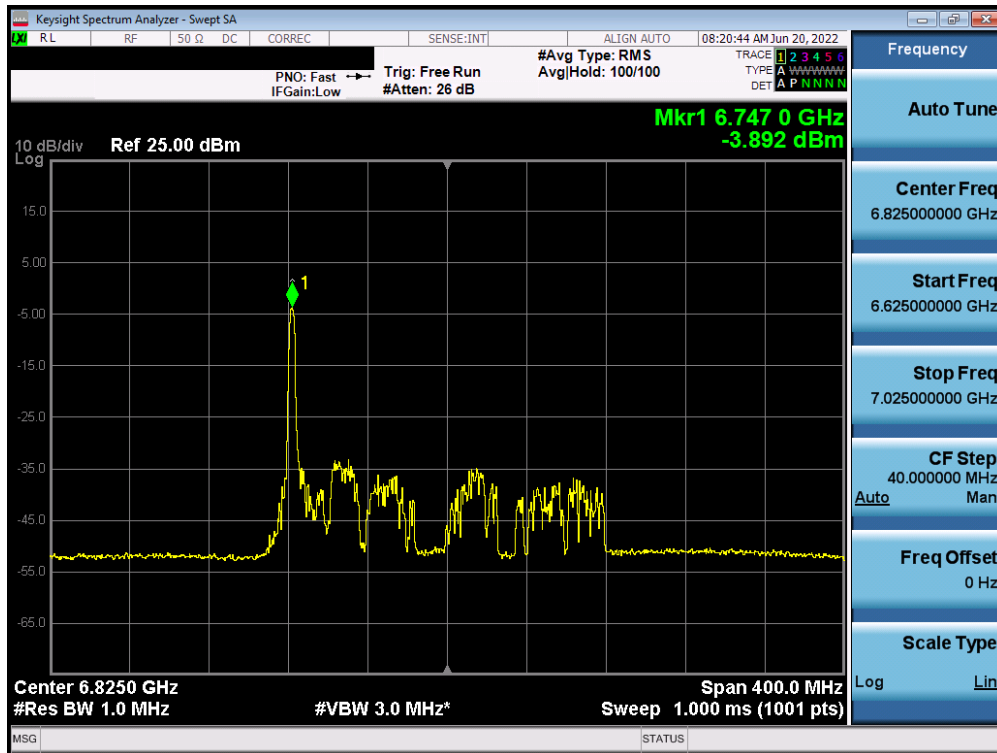 Keysight Spectrum Analyzer - Swept SA
LXI RL RF 50 Ω DC CORREC SENSE:INT ALIGN AUTO 08:20:44 AM Jun 20, 2022
PNO: Fast
IFGain:Low
Trig: Free Run
#Atten: 26 dB
#Avg Type: RMS
Avg|Hold: 100/100
TRACE 1 2 3 4 5 6
TYPE A WWWWW
DET A P N N N N
Mkr1 6.747 0 GHz
-3.892 dBm
10 dB/div Ref 25.00 dBm
Log
15.0
5.00
-5.00
-15.0
-25.0
-35.0
-45.0
-55.0
-65.0
1
Center 6.8250 GHz Span 400.0 MHz
#Res BW 1.0 MHz #VBW 3.0 MHz* Sweep 1.000 ms (1001 pts)
MSG STATUS
Frequency
Auto Tune
Center Freq
6.825000000 GHz
Start Freq
6.625000000 GHz
Stop Freq
7.025000000 GHz
CF Step
40.000000 MHz
Auto Man
Freq Offset
0 Hz
Scale Type
Log Lin